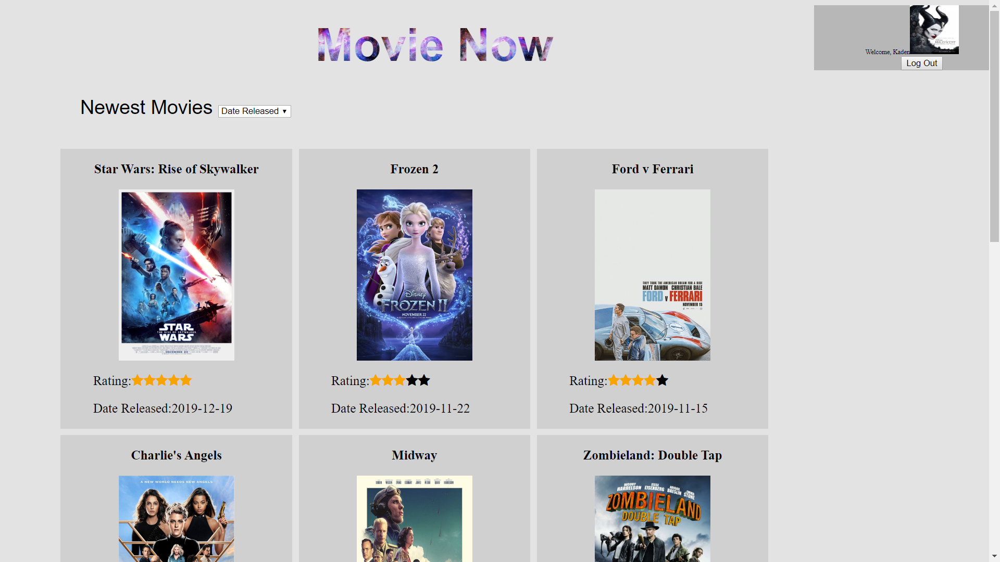 Movie Now
Welcome, Kaden
MALEFICENT
Log Out
Newest Movies
Date Released
Star Wars: Rise of Skywalker
STAR
THE RISE OF SKYWALKER
WARS
DECEMBER 20
Rating:
Date Released:2019-12-19
Frozen 2
Disney
FROZEN II
NOVEMBER 22
Rating:
Date Released:2019-11-22
Ford v Ferrari
THEY TOOK THE AMERICAN DREAM FOR A RIDE
MATT DAMON CHRISTIAN BALE
FORD v FERRARI
NOVEMBER 15
Rating:
Date Released:2019-11-15
Charlie's Angels
A NEW WORLD NEEDS NEW ANGELS
Midway
Zombieland: Double Tap
WOODY HARRELSON JESSE EISENBERG ABIGAIL BRESLIN EMMA STONE
ZOMBIELAND
DOUBLE TAP